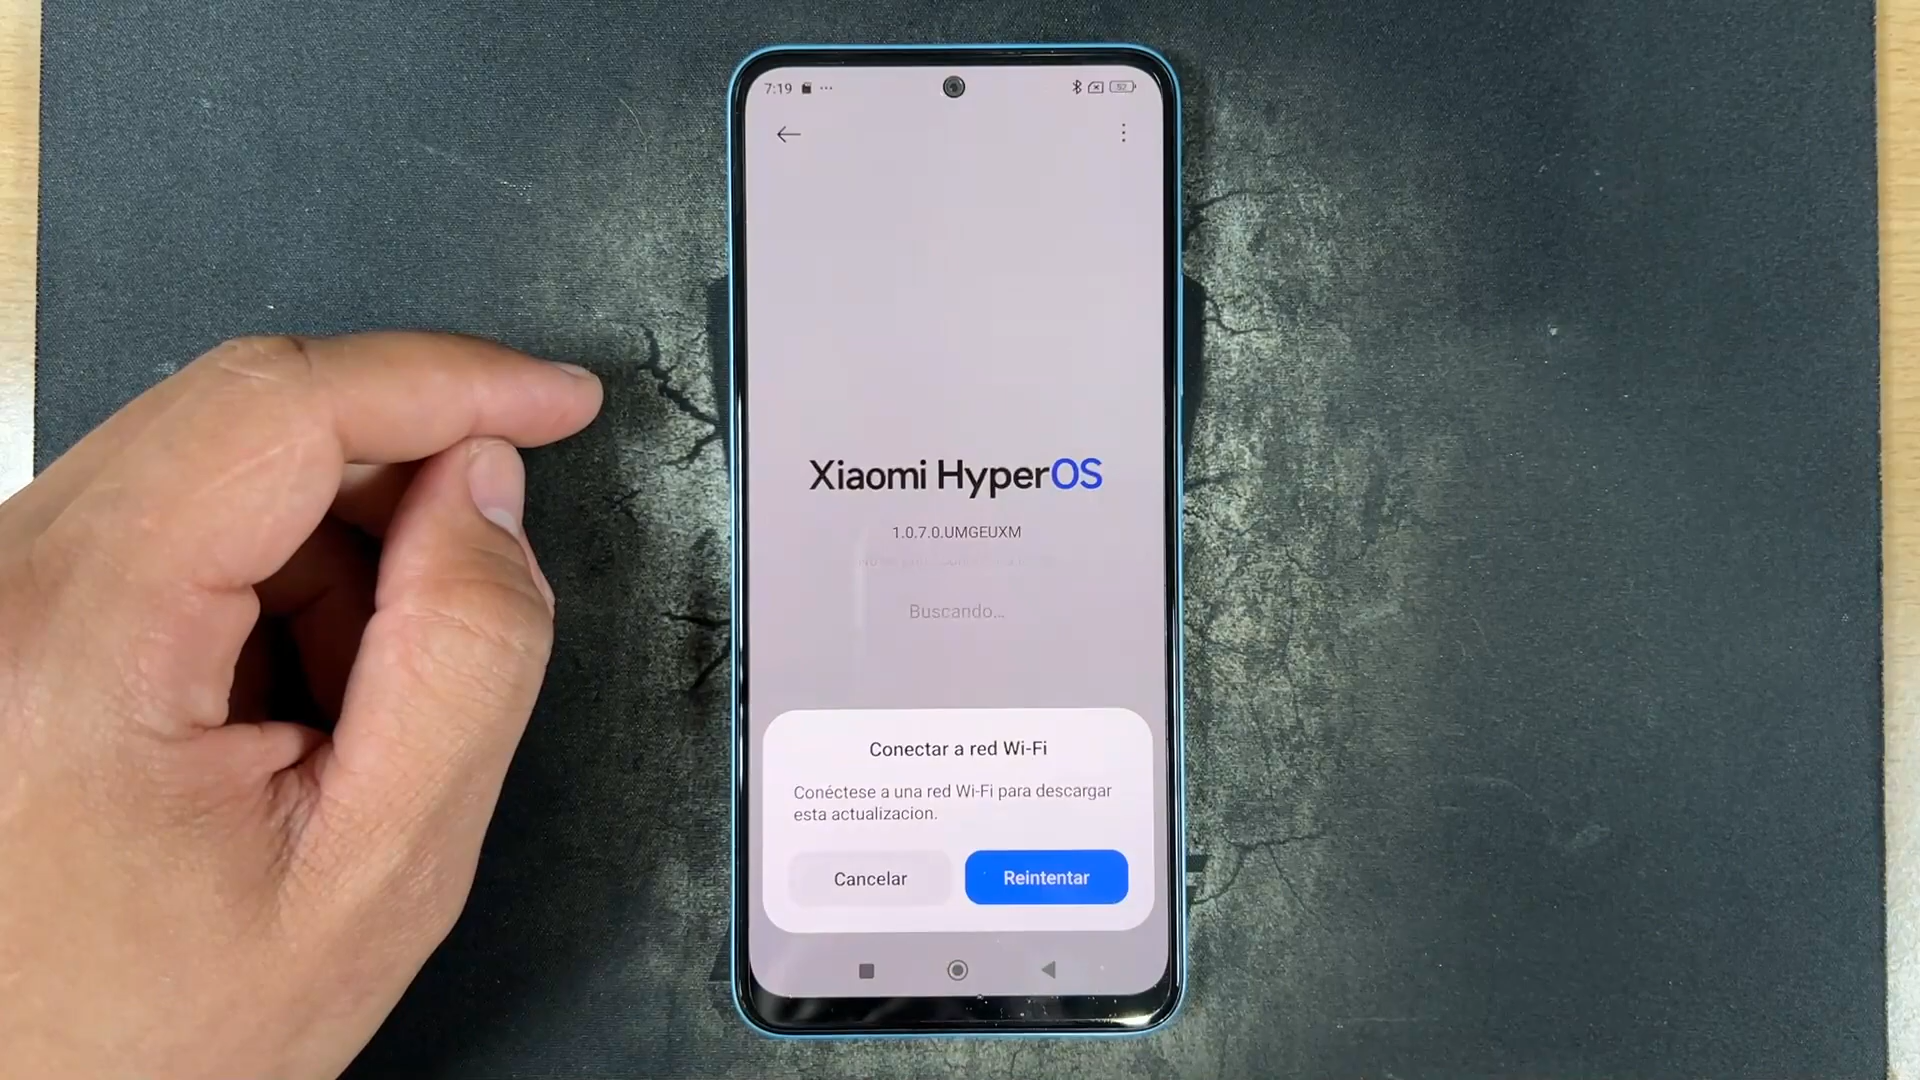 7:19
52
Xiaomi HyperOS
1.0.7.0.UMGEUXM
Buscando...
Conectar a red Wi-Fi
Conéctese a una red Wi-Fi para descargar
esta actualizacion.
Cancelar
Reintentar